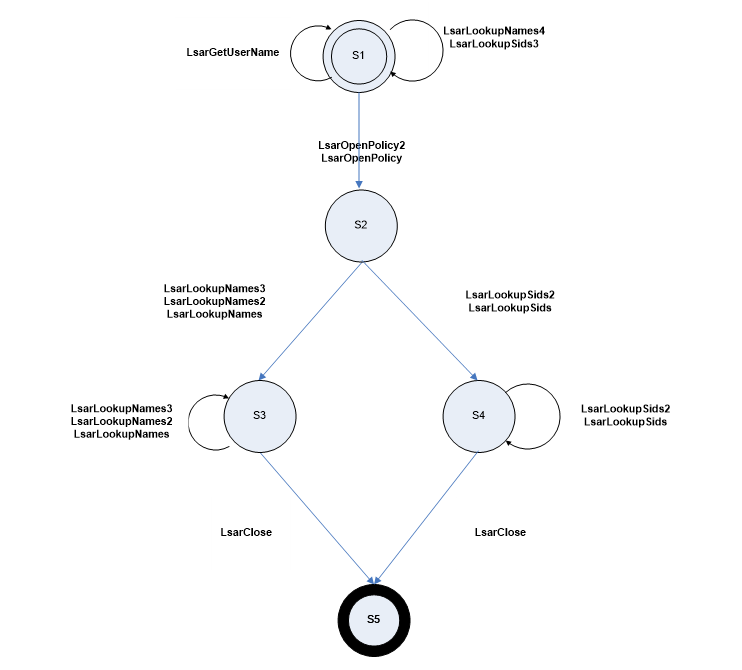 LsarGetUserName
S1
LsarLookupNames4
LsarLookupSids3
LsarOpenPolicy2
LsarOpenPolicy
S2
LsarLookupNames3
LsarLookupNames2
LsarLookupNames
LsarLookupSids2
LsarLookupSids
LsarLookupNames3
LsarLookupNames2
LsarLookupNames
S3
S4
LsarLookupSids2
LsarLookupSids
LsarClose
LsarClose
S5